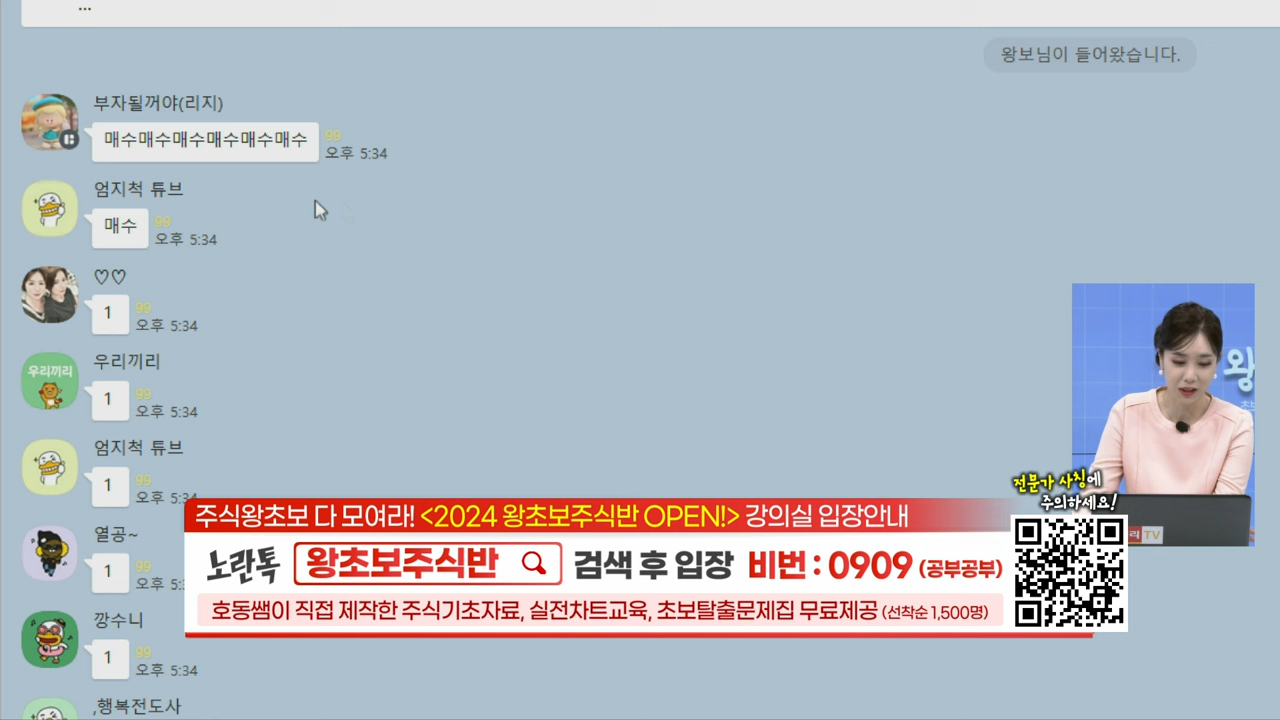 ...
왕보님이 들어왔습니다.
부자될꺼야(리지)
매수매수매수매수매수매수
99
오후 5:34
엄지척 튜브
매수
99
오후 5:34
♡♡
1
99
오후 5:34
우리끼리
우리끼리
1
99
오후 5:34
엄지척 튜브
1
99
오후 5:34
열공~
1
99
오후 5:
깡수니
1
99
오후 5:34
,행복전도사
왕
전문가 사칭에
주의하세요!
리 TV
주식왕초보 다 모여라! <2024 왕초보주식반 OPEN!> 강의실 입장안내
노란톡 왕초보주식반 검색 후 입장 비번 : 0909 (공부공부)
호동쌤이 직접 제작한 주식기초자료, 실전차트교육, 초보탈출문제집 무료제공 (선착순 1,500명)